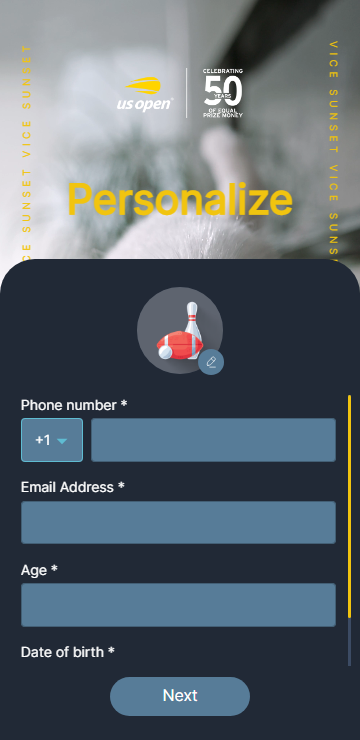 VICE SUNSET VICE SUNSET
VICE SUNSET VICE SUNS
us open
CELEBRATING
50
YEARS
OF EQUAL
PRIZE MONEY
Personalize
Phone number *
+1
Email Address *
Age *
Date of birth *
Next